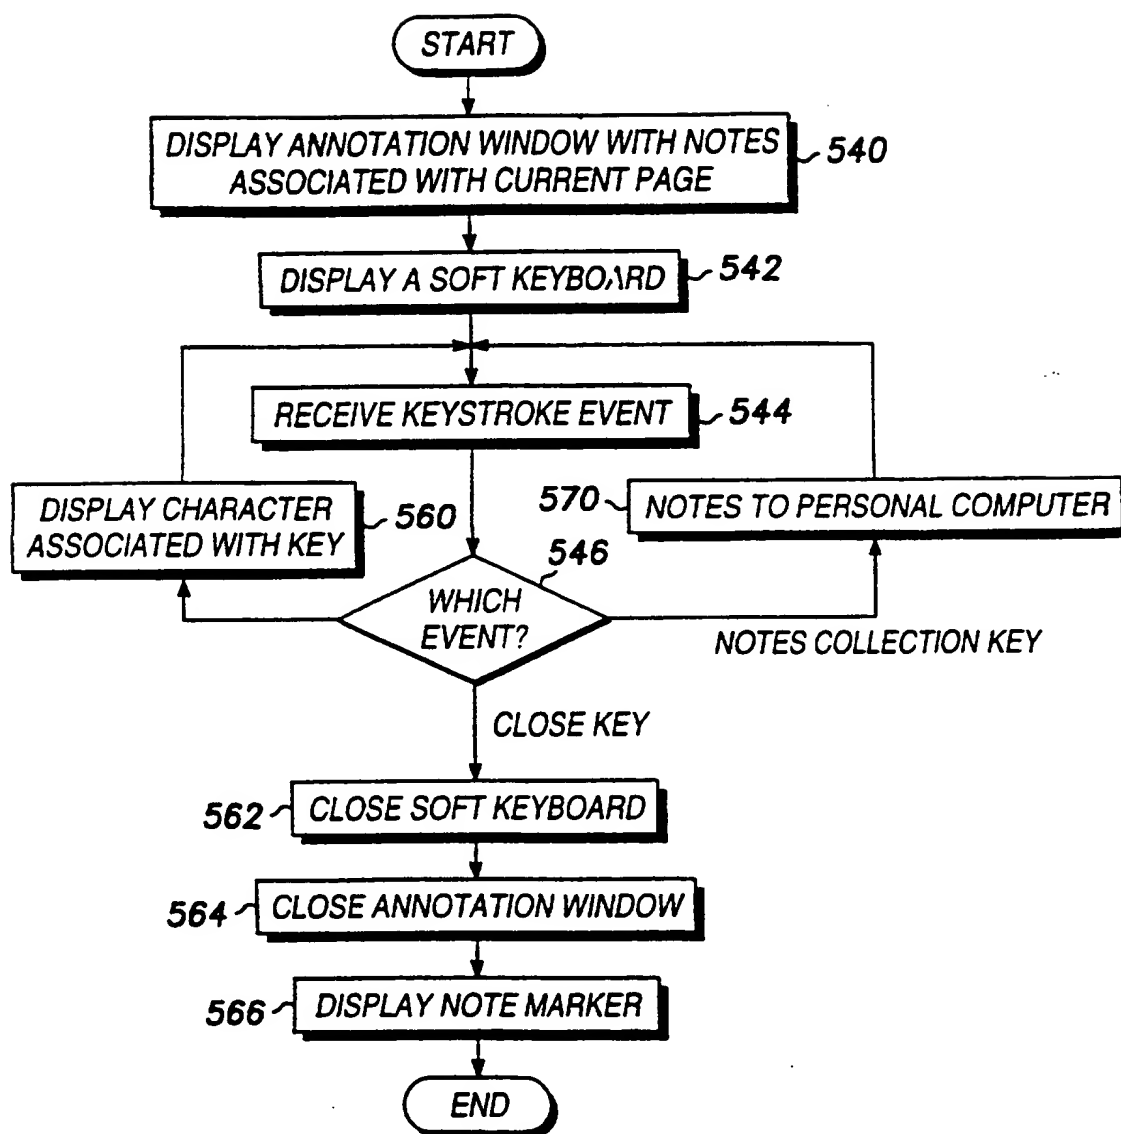 START
DISPLAY ANNOTATION WINDOW WITH NOTES
ASSOCIATED WITH CURRENT PAGE
540
DISPLAY A SOFT KEYBOARD
542
RECEIVE KEYSTROKE EVENT
544
DISPLAY CHARACTER
ASSOCIATED WITH KEY
560
570
NOTES TO PERSONAL COMPUTER
546
WHICH
EVENT?
NOTES COLLECTION KEY
CLOSE KEY
562
CLOSE SOFT KEYBOARD
564
CLOSE ANNOTATION WINDOW
566
DISPLAY NOTE MARKER
END